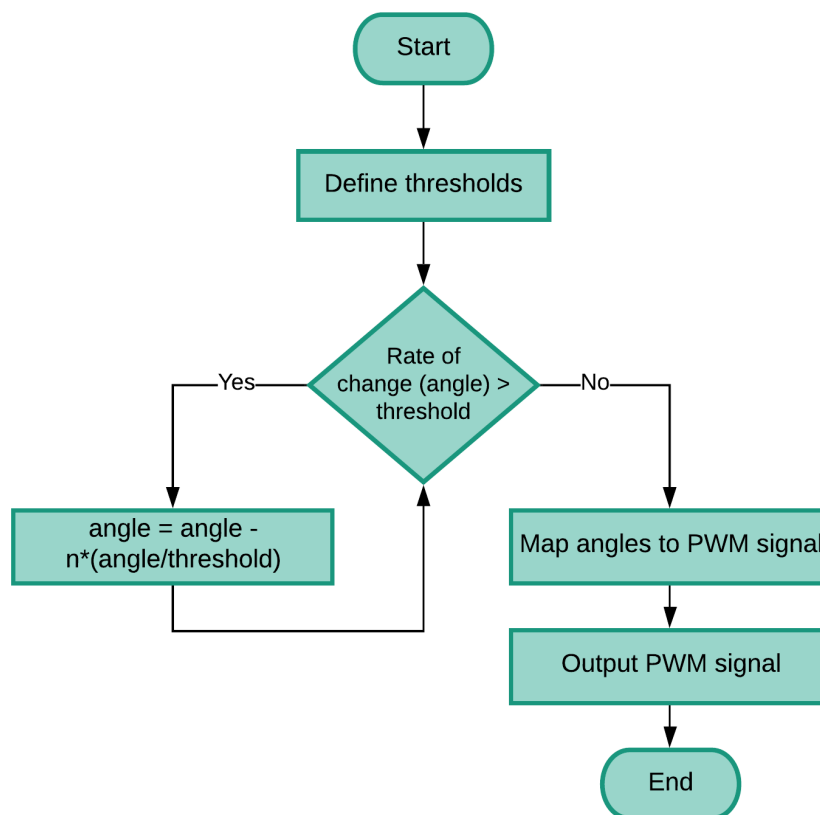 Start
Define thresholds
Rate of
change (angle) >
threshold
Yes
No
angle = angle -
n*(angle/threshold)
Map angles to PWM signal
Output PWM signal
End